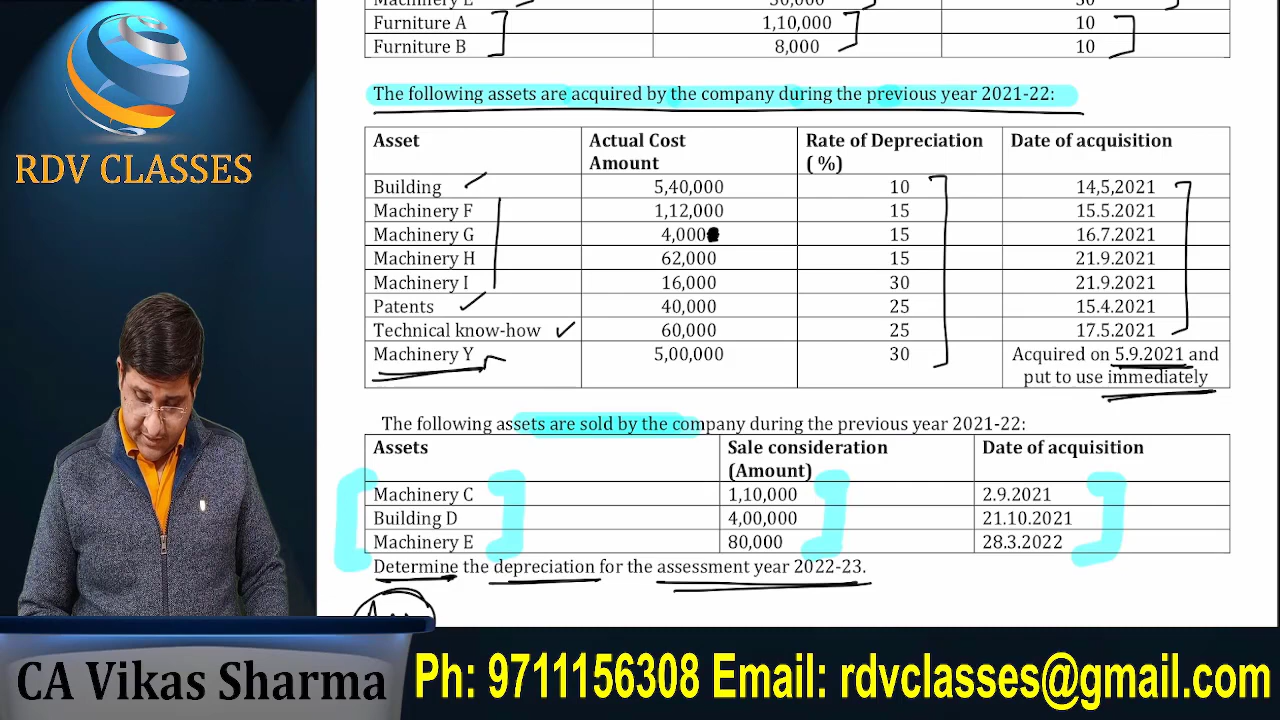 RDV CLASSES
Furniture A 1,10,000 10
Furniture B 8,000 10
The following assets are acquired by the company during the previous year 2021-22:
Asset Actual Cost Amount Rate of Depreciation ( %) Date of acquisition
Building 5,40,000 10 14,5,2021
Machinery F 1,12,000 15 15.5.2021
Machinery G 4,000 15 16.7.2021
Machinery H 62,000 15 21.9.2021
Machinery I 16,000 30 21.9.2021
Patents 40,000 25 15.4.2021
Technical know-how 60,000 25 17.5.2021
Machinery Y 5,00,000 30 Acquired on 5.9.2021 and put to use immediately
The following assets are sold by the company during the previous year 2021-22:
Assets Sale consideration (Amount) Date of acquisition
Machinery C 1,10,000 2.9.2021
Building D 4,00,000 21.10.2021
Machinery E 80,000 28.3.2022
Determine the depreciation for the assessment year 2022-23.
CA Vikas Sharma
Ph: 9711156308 Email: rdvclasses@gmail.com